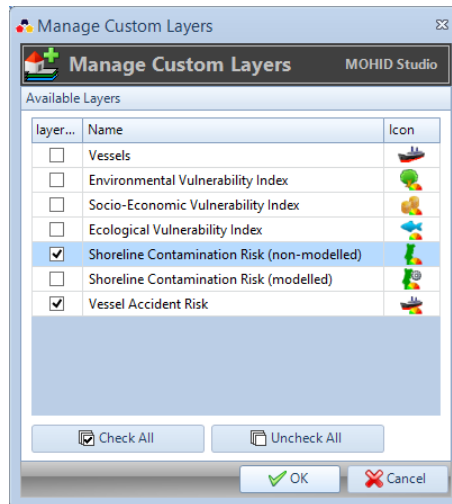 Manage Custom Layers
Manage Custom Layers MOHID Studio
Available Layers
layer... Name Icon
Vessels
Environmental Vulnerability Index
Socio-Economic Vulnerability Index
Ecological Vulnerability Index
Shoreline Contamination Risk (non-modelled)
Shoreline Contamination Risk (modelled)
Vessel Accident Risk
Check All Uncheck All
OK Cancel